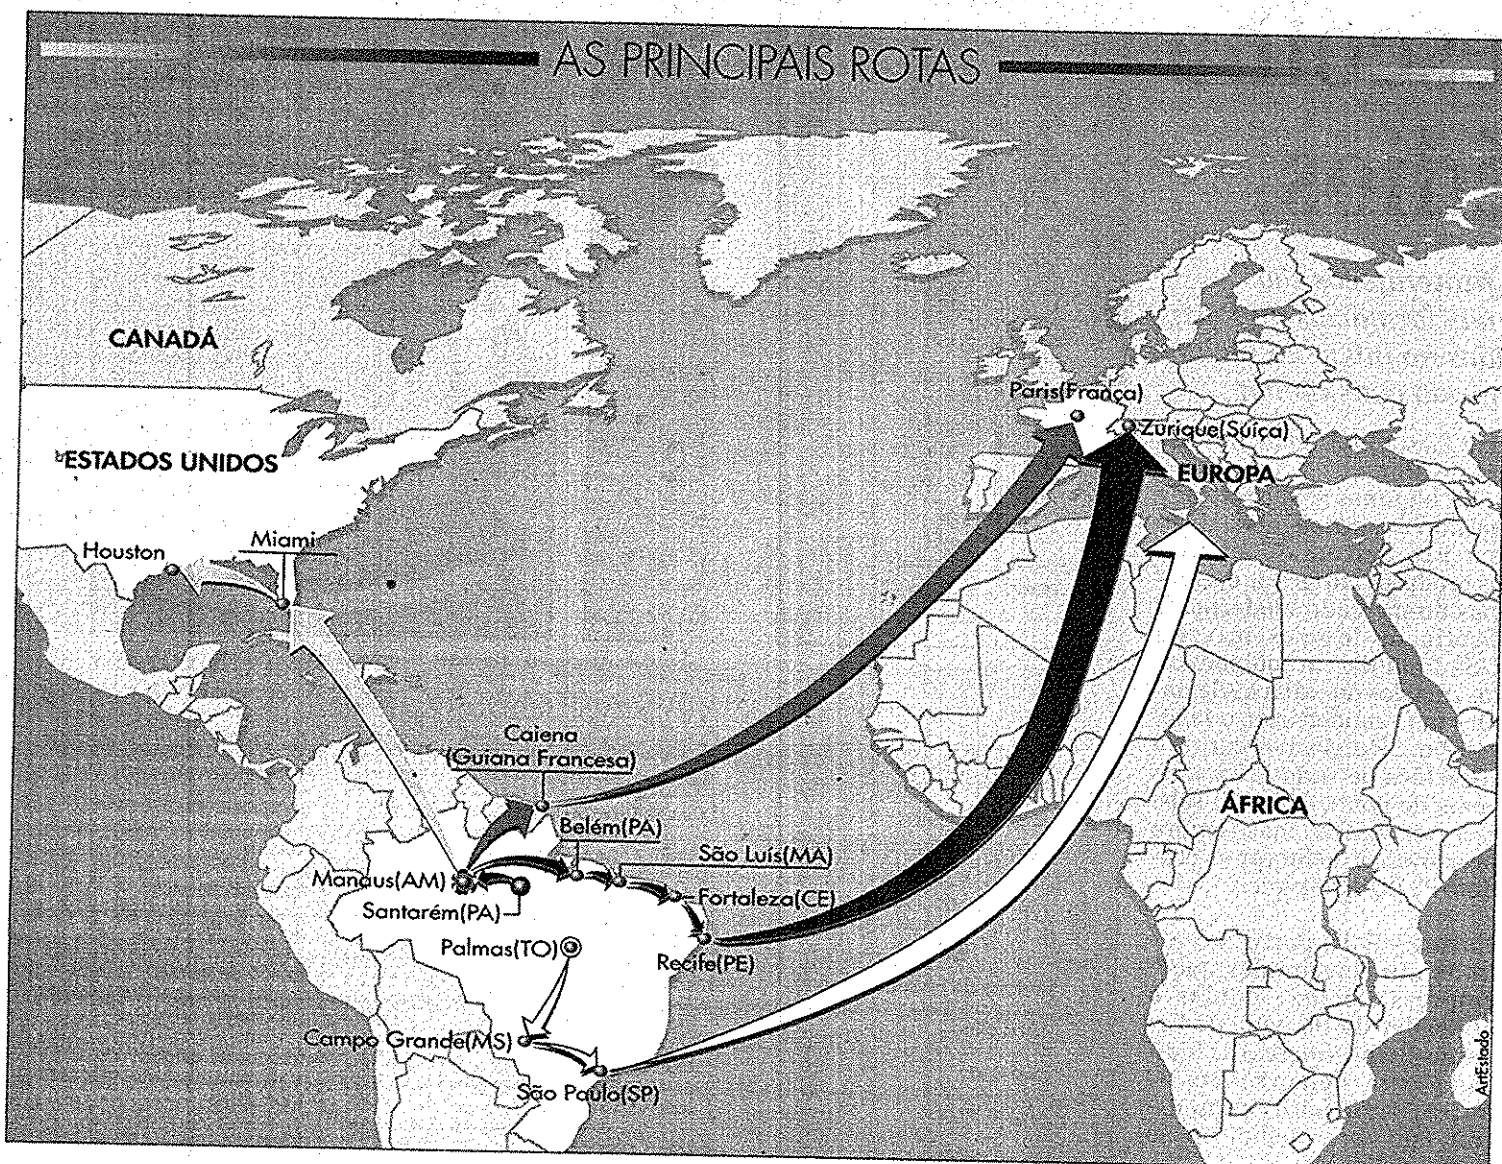 AS PRINCIPAIS ROTAS
CANADÁ
Paris(França)
Zurique(Suíça)
ESTADOS UNIDOS
EUROPA
Miami
Houston
Caiena
(Guiana Francesa)
ÁFRICA
Belém(PA)
São Luís(MA)
Manaus(AM)
Fortaleza(CE)
Santarém(PA)
Palmas(TO)
Recife(PE)
Campo Grande(MS)
São Paulo(SP)
ArtEstado